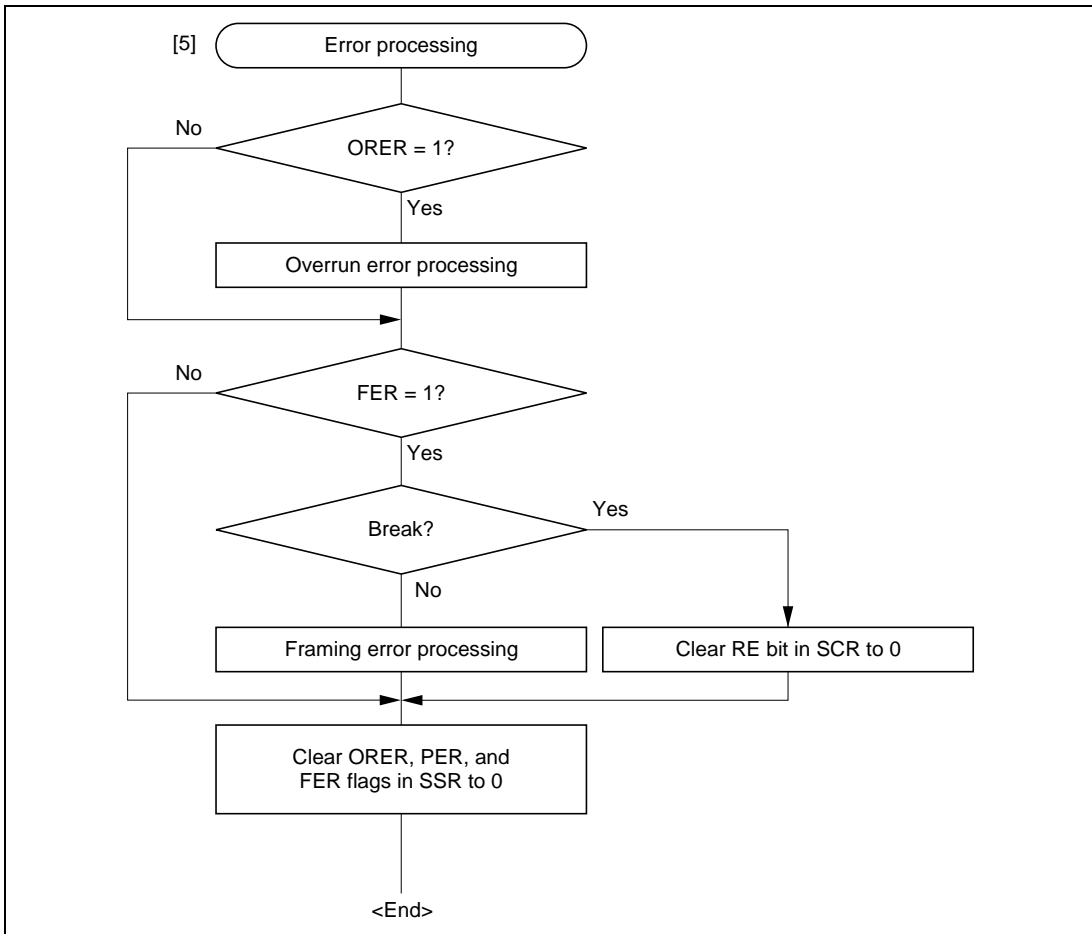 [5] Error processing
No
ORER = 1?
Yes
Overrun error processing
No
FER = 1?
Yes
Break?
Yes
No
Framing error processing
Clear RE bit in SCR to 0
Clear ORER, PER, and
FER flags in SSR to 0
<End>